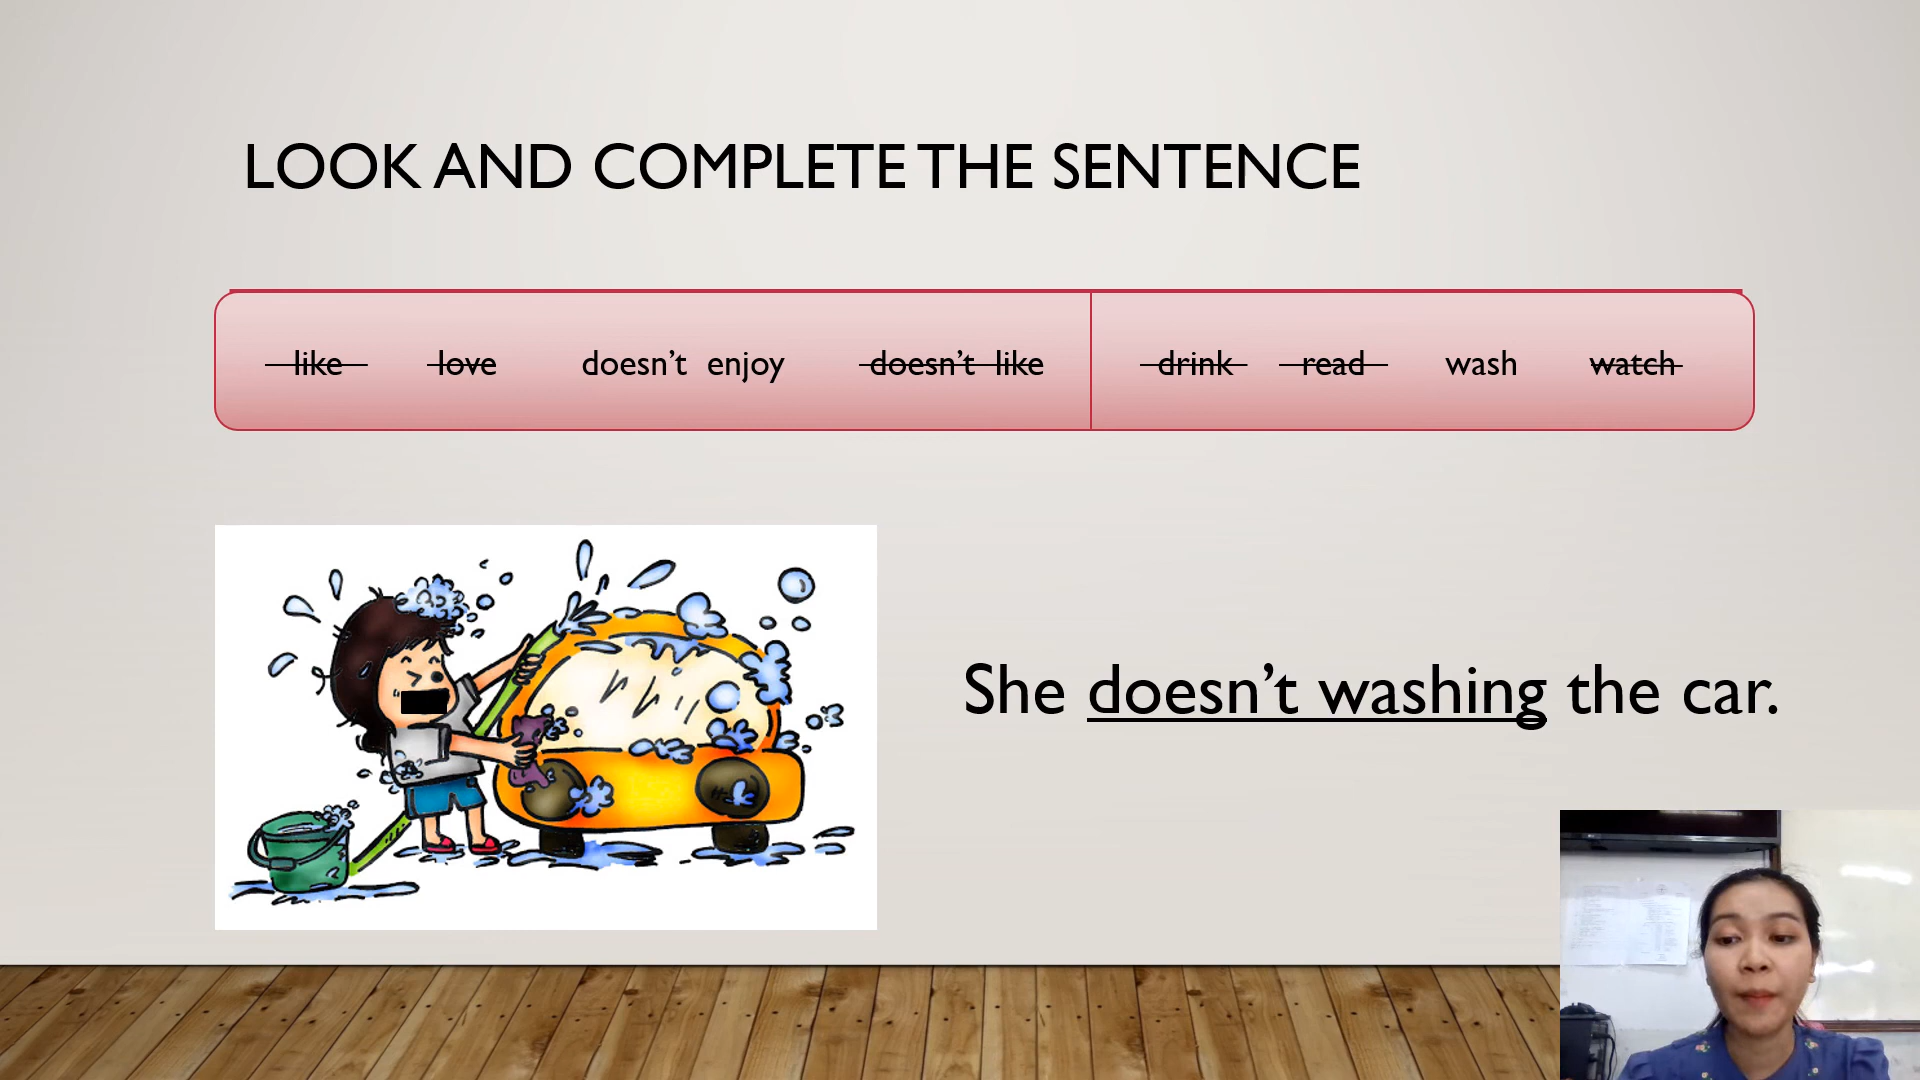 LOOK AND COMPLETE THE SENTENCE
like love doesn’t enjoy doesn’t like drink read wash watch
She doesn’t washing the car.